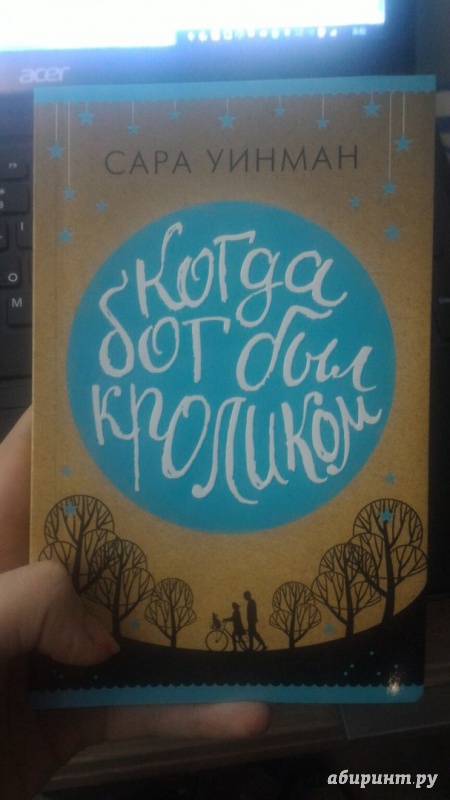 acer
САРА УИНМАН
Когда
бог был
кроликом
абиринт.ру